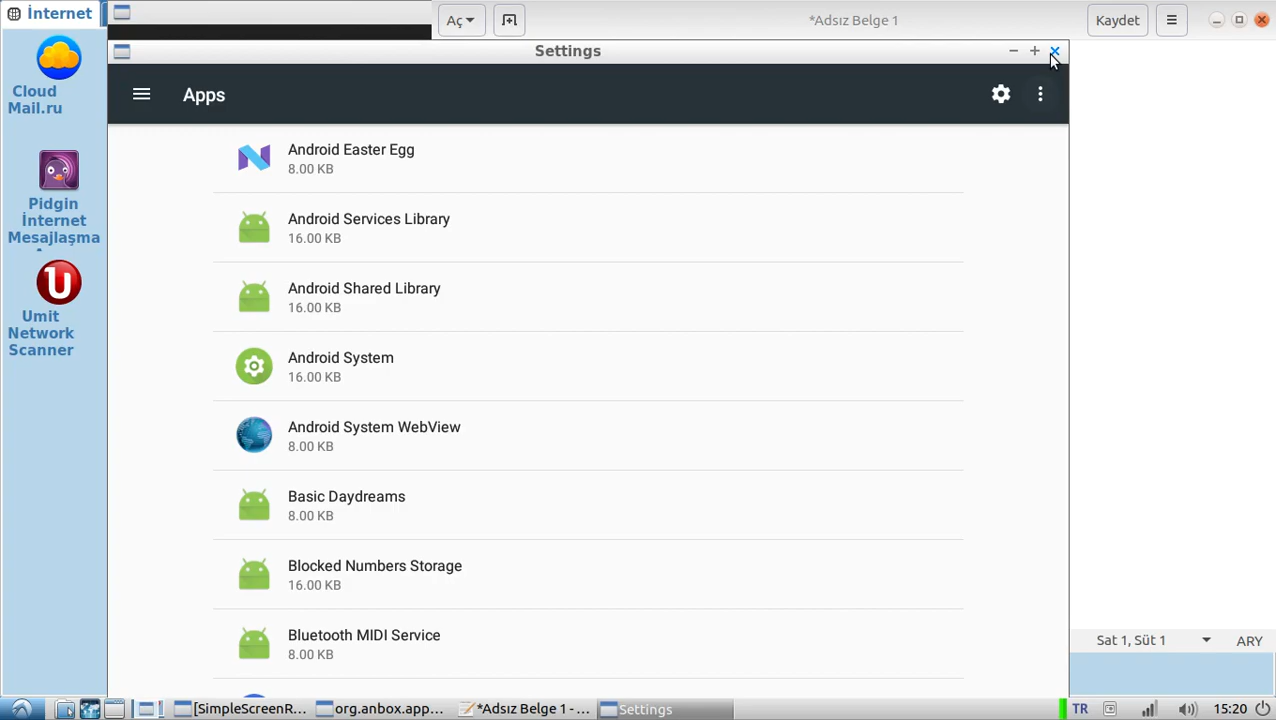 İnternet
Cloud
Mail.ru
Pidgin
İnternet
Mesajlaşma
Umit
Network
Scanner
Aç
*Adsız Belge 1
Kaydet
Settings
Apps
Android Easter Egg
8.00 KB
Android Services Library
16.00 KB
Android Shared Library
16.00 KB
Android System
16.00 KB
Android System WebView
8.00 KB
Basic Daydreams
8.00 KB
Blocked Numbers Storage
16.00 KB
Bluetooth MIDI Service
8.00 KB
Sat 1, Süt 1
ARY
[SimpleScreenR...
org.anbox.app...
*Adsız Belge 1 - ...
Settings
TR
15:20